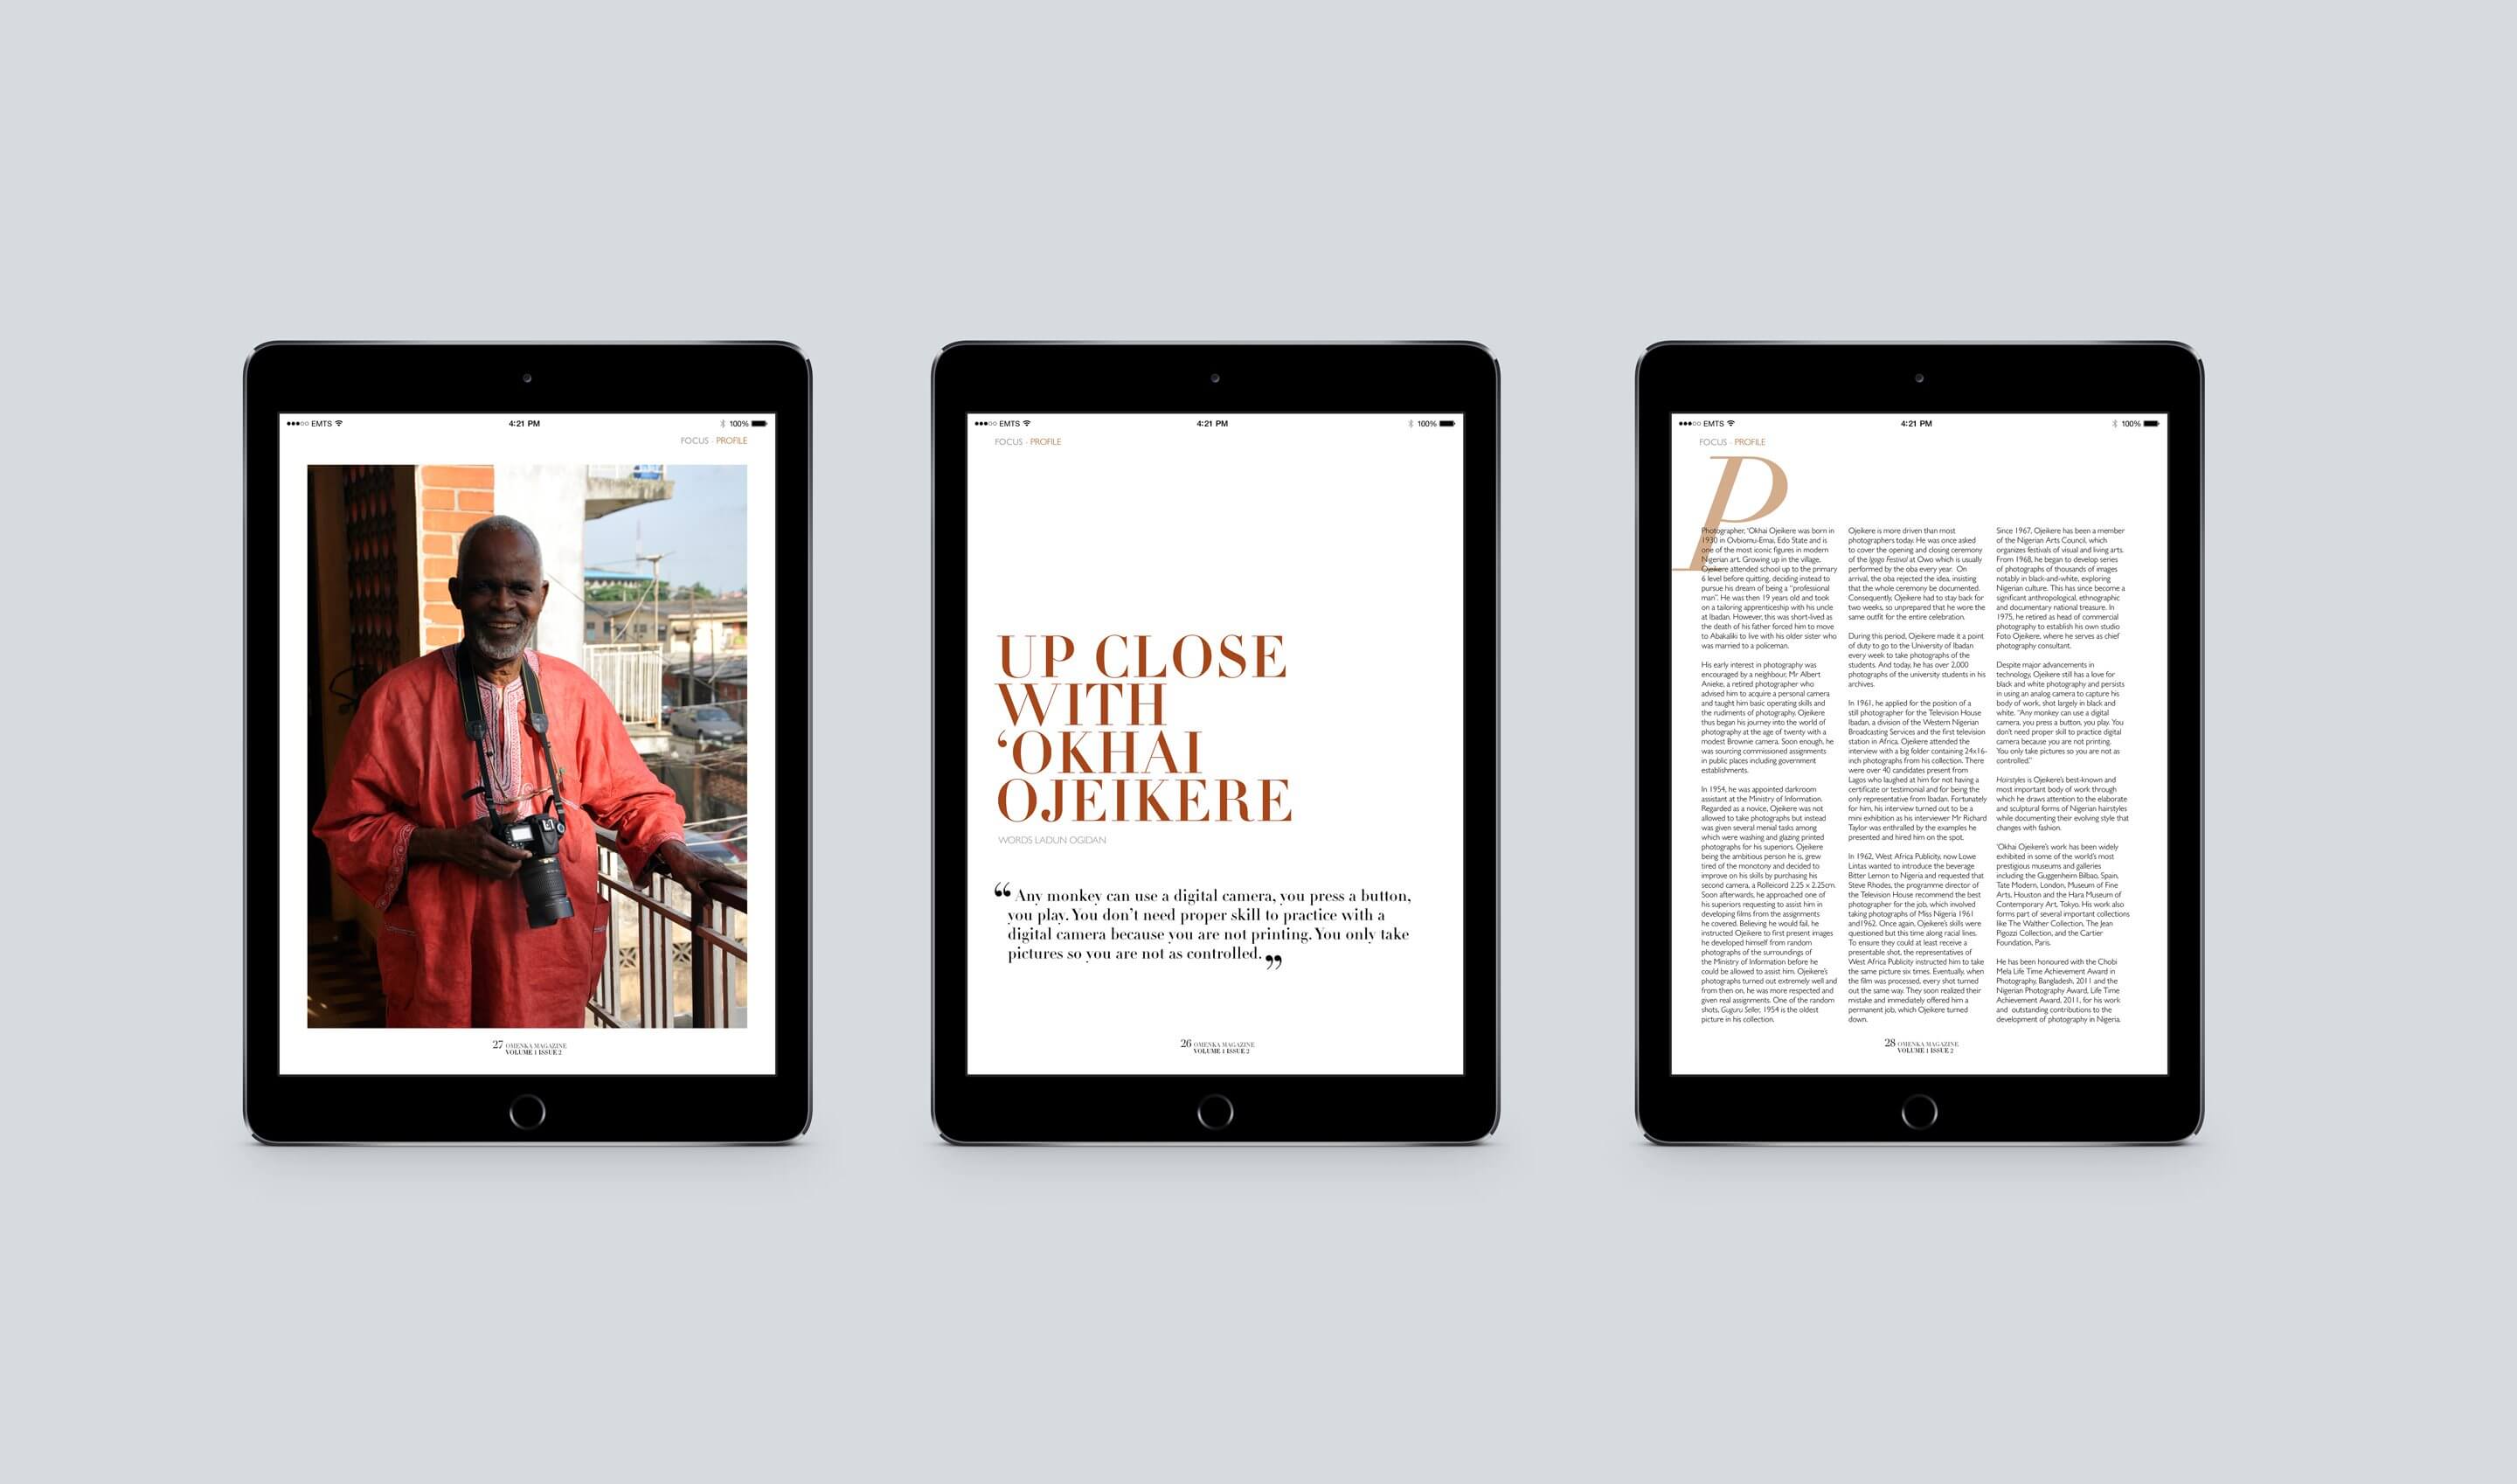 EMTS
4:21 PM
100%
FOCUS - PROFILE
27 OMENKA MAGAZINE
VOLUME 1 ISSUE 2
EMTS
4:21 PM
100%
FOCUS - PROFILE
UP CLOSE
WITH
‘OKHAI
OJEIKERE
WORDS LADUN OGIDAN
“ Any monkey can use a digital camera, you press a button,
you play. You don’t need proper skill to practice with a
digital camera because you are not printing. You only take
pictures so you are not as controlled. ”
26 OMENKA MAGAZINE
VOLUME 1 ISSUE 2
EMTS
4:21 PM
100%
FOCUS - PROFILE
P
Photographer, ‘Okhai Ojeikere was born in
1930 in Ovbiomu-Emai, Edo State and is
one of the most iconic figures in modern
Nigerian art. Growing up in the village,
Ojeikere attended school up to the primary
6 level before quitting, deciding instead to
pursue his dream of being a “professional
man”. He was then 19 years old and took
on a tailoring apprenticeship with his uncle
at Ibadan. However, this was short-lived as
the death of his father forced him to move
to Abakaliki to live with his older sister who
was married to a policeman.
His early interest in photography was
encouraged by a neighbour, Mr Albert
Anieke, a retired photographer who
advised him to acquire a personal camera
and taught him basic operating skills and
the rudiments of photography. Ojeikere
thus began his journey into the world of
photography at the age of twenty with a
modest Brownie camera. Soon enough, he
was sourcing commissioned assignments
in public places including government
establishments.
In 1954, he was appointed darkroom
assistant at the Ministry of Information.
Regarded as a novice, Ojeikere was not
allowed to take photographs but instead
was given several menial tasks among
which were washing and glazing printed
photographs for his superiors. Ojeikere
being the ambitious person he is, grew
tired of the monotony and decided to
improve on his skills by purchasing his
second camera, a Rolleicord 2.25 x 2.25cm.
Soon afterwards, he approached one of
his superiors requesting to assist him in
developing films from the assignments
he covered. Believing he would fail, he
instructed Ojeikere to first present images
he developed himself from random
photographs of the surroundings of
the Ministry of Information before he
could be allowed to assist him. Ojeikere’s
photographs turned out extremely well and
from then on, he was more respected and
given real assignments. One of the random
shots, Guguru Seller, 1954 is the oldest
picture in his collection.
Ojeikere is more driven than most
photographers today. He was once asked
to cover the opening and closing ceremony
of the Igogo Festival at Owo which is usually
performed by the oba every year. On
arrival, the oba rejected the idea, insisting
that the whole ceremony be documented.
Consequently, Ojeikere had to stay back for
two weeks, so unprepared that he wore the
same outfit for the entire celebration.
During this period, Ojeikere made it a point
of duty to go to the University of Ibadan
every week to take photographs of the
students. And today, he has over 2,000
photographs of the university students in his
archives.
In 1961, he applied for the position of a
still photographer for the Television House
Ibadan, a division of the Western Nigerian
Broadcasting Services and the first television
station in Africa. Ojeikere attended the
interview with a big folder containing 24x16-
inch photographs from his collection. There
were over 40 candidates present from
Lagos who laughed at him for not having a
certificate or testimonial and for being the
only representative from Ibadan. Fortunately
for him, his interview turned out to be a
mini exhibition as his interviewer Mr Richard
Taylor was enthralled by the examples he
presented and hired him on the spot.
In 1962, West Africa Publicity, now Lowe
Lintas wanted to introduce the beverage
Bitter Lemon to Nigeria and requested that
Steve Rhodes, the programme director of
the Television House recommend the best
photographer for the job, which involved
taking photographs of Miss Nigeria 1961
and1962. Once again, Ojeikere’s skills were
questioned but this time along racial lines.
To ensure they could at least receive a
presentable shot, the representatives of
West Africa Publicity instructed him to take
the same picture six times. Eventually, when
the film was processed, every shot turned
out the same way. They soon realized their
mistake and immediately offered him a
permanent job, which Ojeikere turned
down.
Since 1967, Ojeikere has been a member
of the Nigerian Arts Council, which
organizes festivals of visual and living arts.
From 1968, he began to develop series
of photographs of thousands of images
notably in black-and-white, exploring
Nigerian culture. This has since become a
significant anthropological, ethnographic
and documentary national treasure. In
1975, he retired as head of commercial
photography to establish his own studio
Foto Ojeikere, where he serves as chief
photography consultant.
Despite major advancements in
technology, Ojeikere still has a love for
black and white photography and persists
in using an analog camera to capture his
body of work, shot largely in black and
white. “Any monkey can use a digital
camera, you press a button, you play. You
don’t need proper skill to practice digital
camera because you are not printing.
You only take pictures so you are not as
controlled.”
Hairstyles is Ojeikere’s best-known and
most important body of work through
which he draws attention to the elaborate
and sculptural forms of Nigerian hairstyles
while documenting their evolving style that
changes with fashion.
‘Okhai Ojeikere’s work has been widely
exhibited in some of the world’s most
prestigious museums and galleries
including the Guggenheim Bilbao, Spain,
Tate Modern, London, Museum of Fine
Arts, Houston and the Hara Museum of
Contemporary Art, Tokyo. His work also
forms part of several important collections
like The Walther Collection, The Jean
Pigozzi Collection, and the Cartier
Foundation, Paris.
He has been honoured with the Chobi
Mela Life Time Achievement Award in
Photography, Bangladesh, 2011 and the
Nigerian Photography Award, Life Time
Achievement Award, 2011, for his work
and outstanding contributions to the
development of photography in Nigeria.
28 OMENKA MAGAZINE
VOLUME 1 ISSUE 2